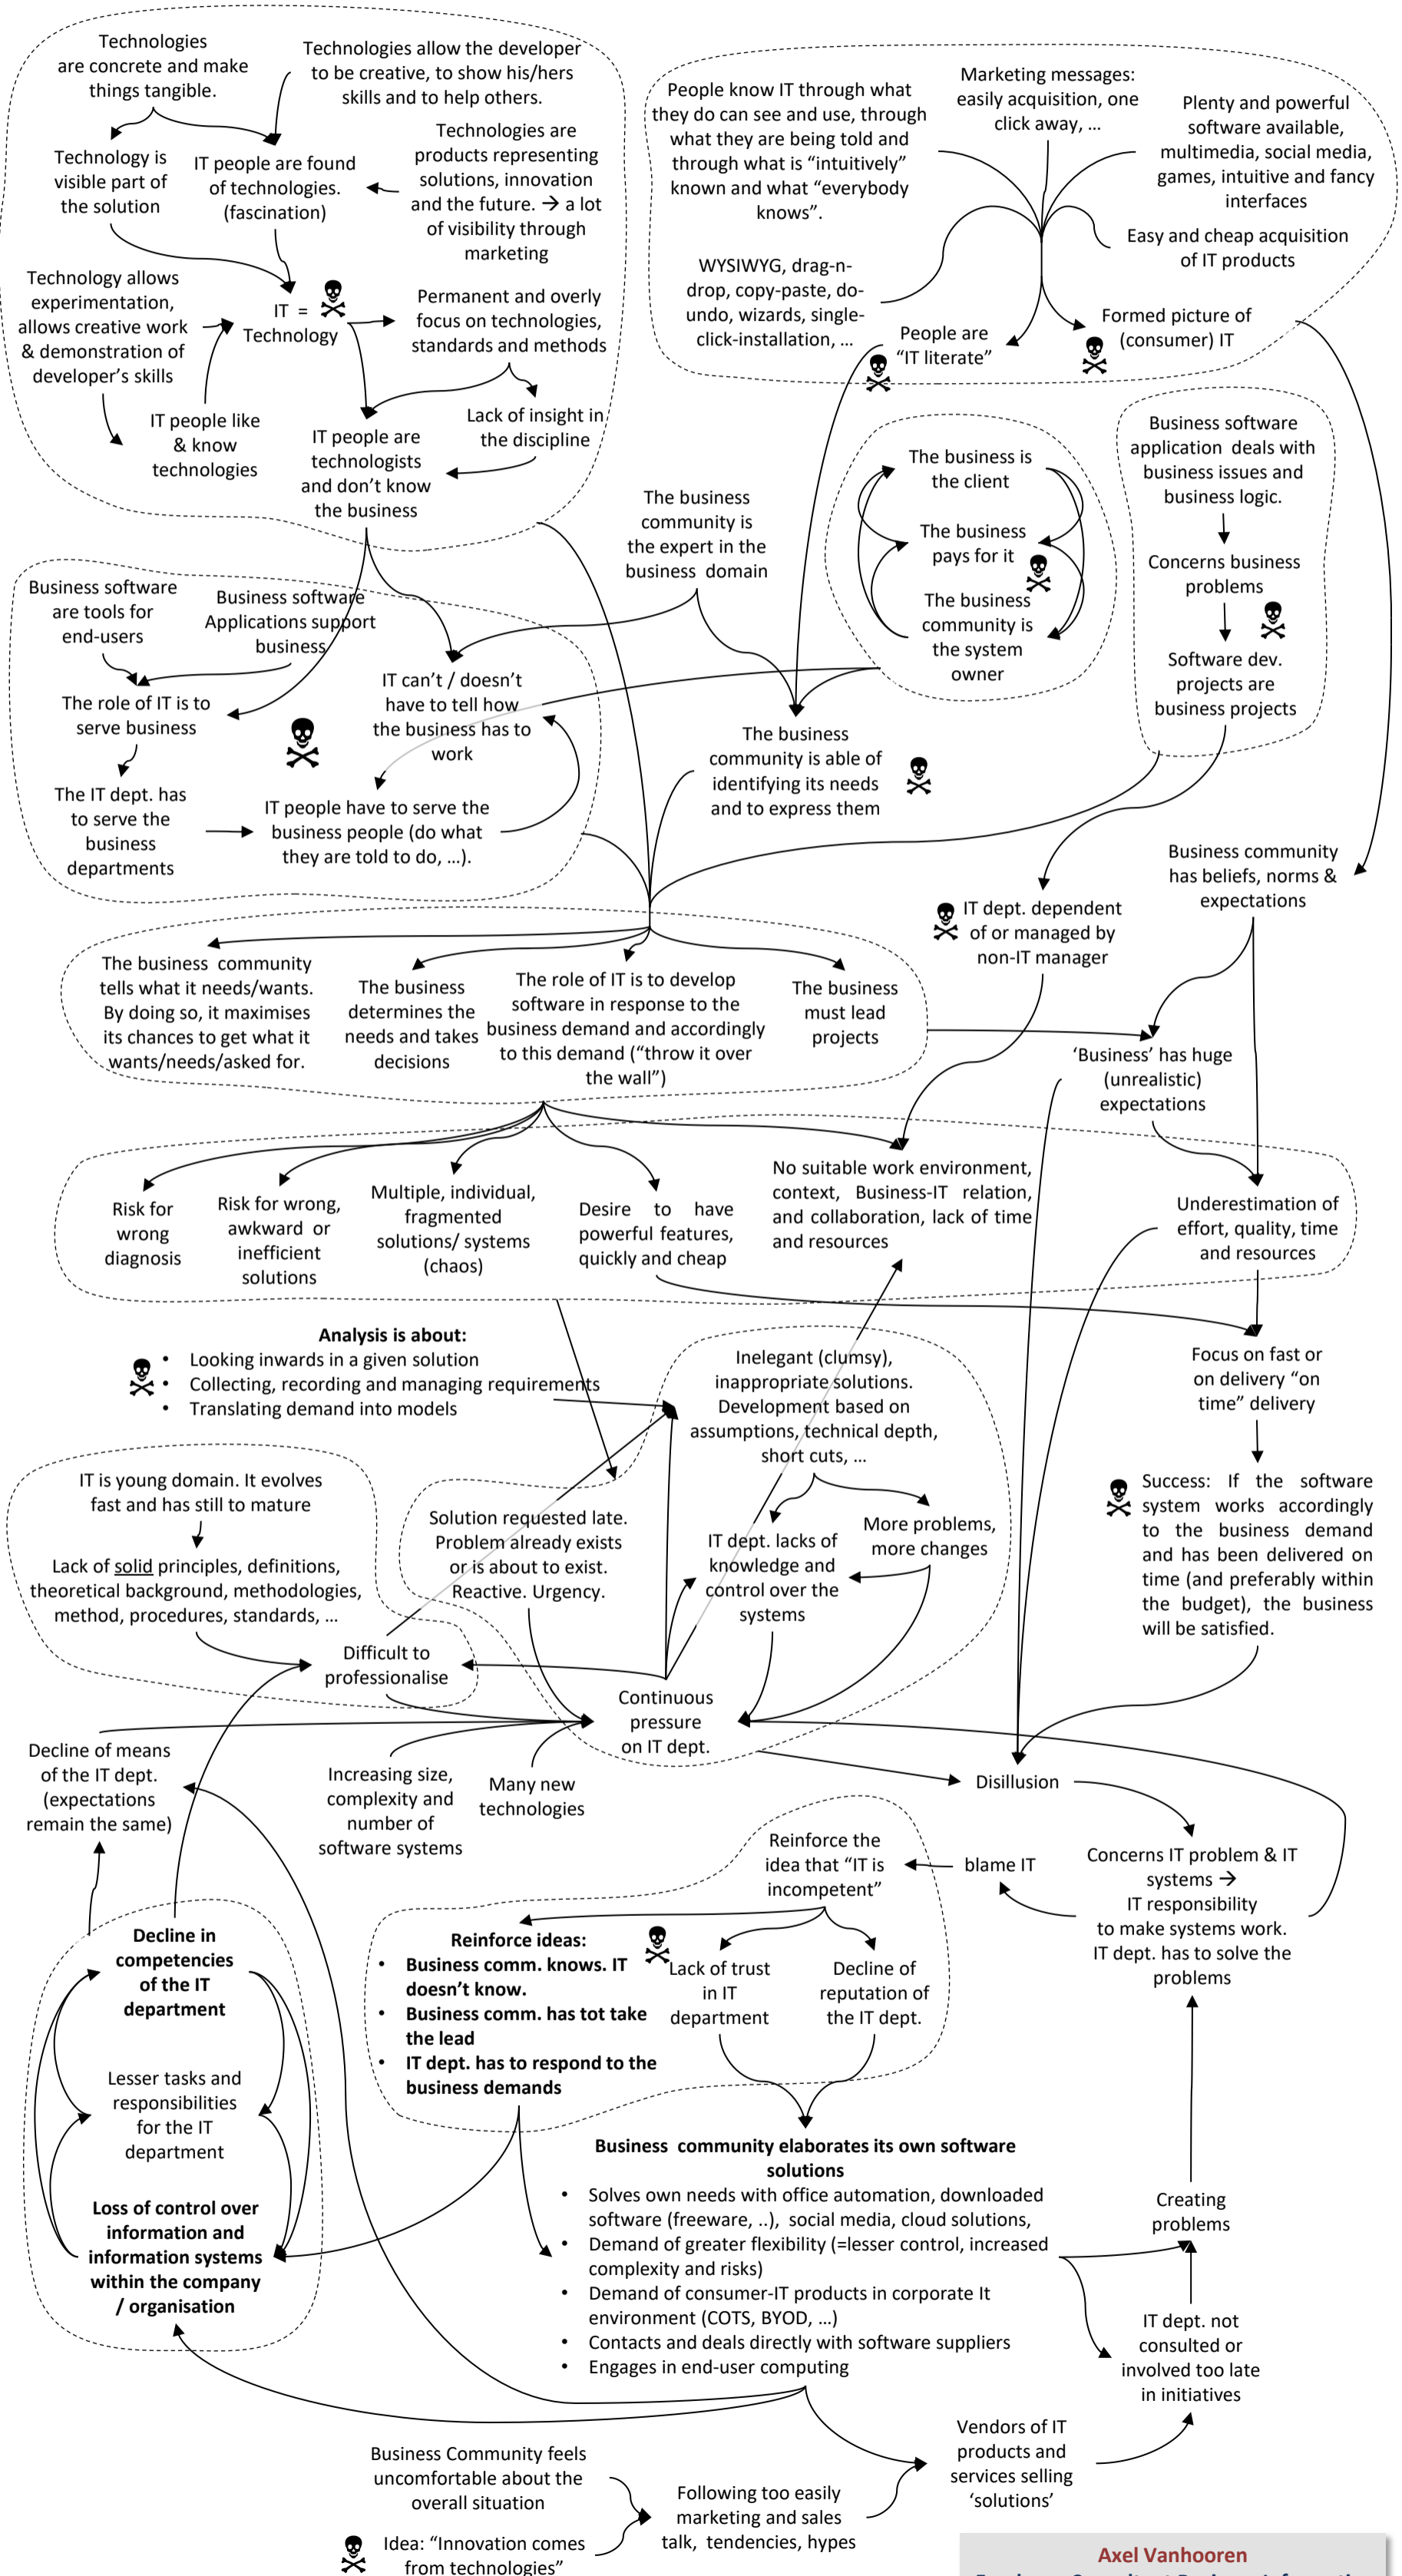 Technologies
are concrete and make
things tangible.
Technologies allow the developer
to be creative, to show his/hers
skills and to help others.
Technology is
visible part of
the solution
IT people are found
of technologies.
(fascination)
Technologies are
products representing
solutions, innovation
and the future. → a lot
of visibility through
marketing
Technology allows
experimentation,
allows creative work
& demonstration of
developer's skills
IT =
Technology
Permanent and overly
focus on technologies,
standards and methods
IT people like
& know
technologies
IT people are
technologists
and don't know
the business
Lack of insight in
the discipline
People know IT through what
they do can see and use, through
what they are being told and
through what is “intuitively”
known and what “everybody
knows”.
Marketing messages:
easily acquisition, one
click away, …
Plenty and powerful
software available,
multimedia, social media,
games, intuitive and fancy
interfaces
Easy and cheap acquisition
of IT products
WYSIWYG, drag-n-
drop, copy-paste, do-
undo, wizards, single-
click-installation, …
People are
“IT literate”
Formed picture of
(consumer) IT
The business is
the client
The business
pays for it
The business
community is
the system
owner
Business software
application deals with
business issues and
business logic.
Concerns business
problems
Software dev.
projects are
business projects
The business
community is
the expert in the
business domain
Business software
are tools for
end-users
Business software
Applications support
business
The role of IT is to
serve business
IT can't / doesn't
have to tell how
the business has to
work
The IT dept. has
to serve the
business
departments
IT people have to serve the
business people (do what
they are told to do, …).
The business
community is able of
identifying its needs
and to express them
Business community
has beliefs, norms &
expectations
IT dept. dependent
of or managed by
non-IT manager
The business community
tells what it needs/wants.
By doing so, it maximises
its chances to get what it
wants/needs/asked for.
The business
determines the
needs and takes
decisions
The role of IT is to develop
software in response to the
business demand and accordingly
to this demand (“throw it over
the wall”)
The business
must lead
projects
‘Business’ has huge
(unrealistic)
expectations
Risk for
wrong
diagnosis
Risk for wrong,
awkward or
inefficient
solutions
Multiple, individual,
fragmented
solutions/ systems
(chaos)
Desire to have
powerful features,
quickly and cheap
No suitable work environment,
context, Business-IT relation,
and collaboration, lack of time
and resources
Underestimation of
effort, quality, time
and resources
Analysis is about:
• Looking inwards in a given solution
• Collecting, recording and managing requirements
• Translating demand into models
Inelegant (clumsy),
inappropriate solutions.
Development based on
assumptions, technical depth,
short cuts, …
Focus on fast or
on delivery “on
time” delivery
IT is young domain. It evolves
fast and has still to mature
Lack of solid principles, definitions,
theoretical background, methodologies,
method, procedures, standards, …
Solution requested late.
Problem already exists
or is about to exist.
Reactive. Urgency.
IT dept. lacks of
knowledge and
control over the
systems
More problems,
more changes
Success: If the software
system works accordingly
to the business demand
and has been delivered on
time (and preferably within
the budget), the business
will be satisfied.
Difficult to
professionalise
Continuous
pressure
on IT dept.
Decline of means
of the IT dept.
(expectations
remain the same)
Increasing size,
complexity and
number of
software systems
Many new
technologies
Disillusion
Reinforce the
idea that “IT is
incompetent”
blame IT
Concerns IT problem & IT
systems →
IT responsibility
to make systems work.
IT dept. has to solve the
problems
Decline in
competencies
of the IT
department
Lesser tasks and
responsibilities
for the IT
department
Loss of control over
information and
information systems
within the company
/ organisation
Reinforce ideas:
• Business comm. knows. IT
doesn't know.
• Business comm. has tot take
the lead
• IT dept. has to respond to the
business demands
Lack of trust
in IT
department
Decline of
reputation of
the IT dept.
Business community elaborates its own software
solutions
• Solves own needs with office automation, downloaded
software (freeware, ..), social media, cloud solutions,
• Demand of greater flexibility (=lesser control, increased
complexity and risks)
• Demand of consumer-IT products in corporate It
environment (COTS, BYOD, …)
• Contacts and deals directly with software suppliers
• Engages in end-user computing
Creating
problems
IT dept. not
consulted or
involved too late
in initiatives
Vendors of IT
products and
services selling
‘solutions’
Business Community feels
uncomfortable about the
overall situation
Following too easily
marketing and sales
talk, tendencies, hypes
Idea: “Innovation comes
from technologies”
Axel Vanhooren